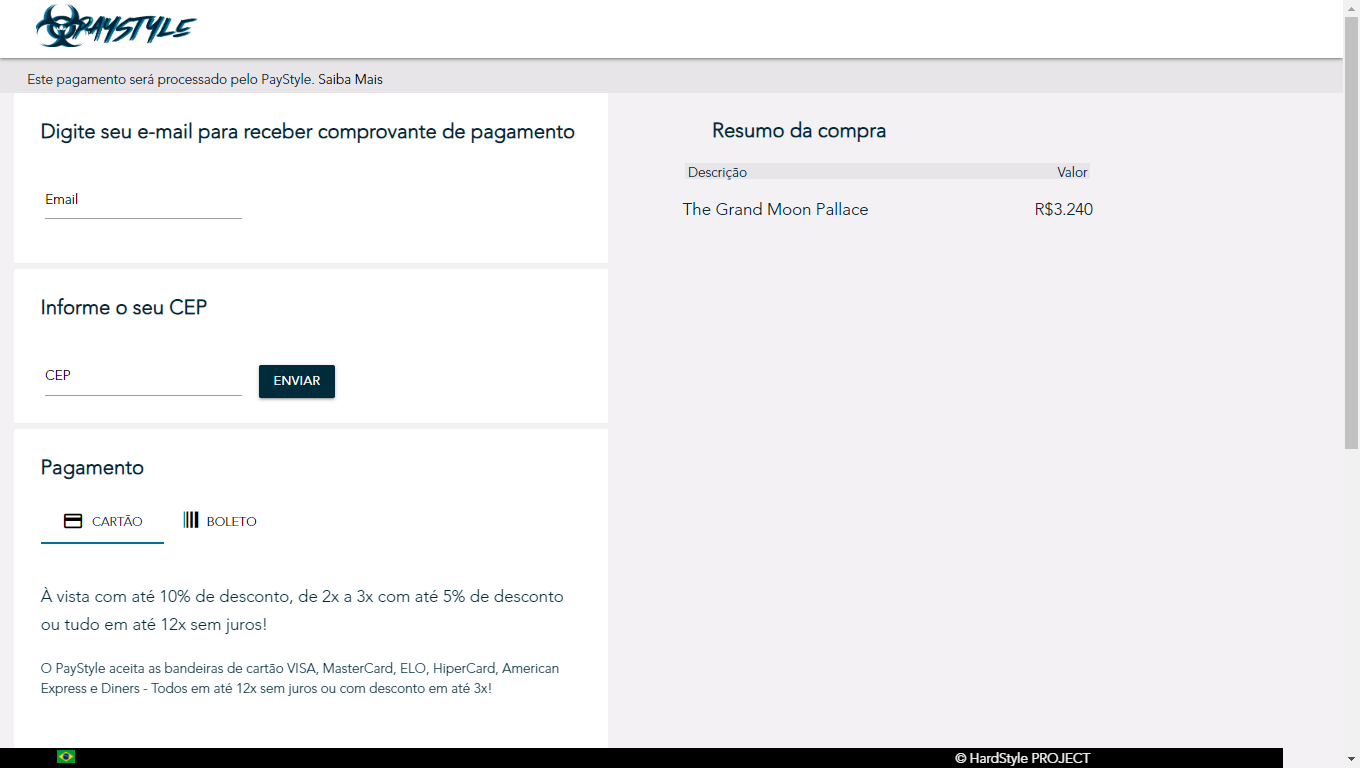 PAYSTYLE
Este pagamento será processado pelo PayStyle. Saiba Mais
Digite seu e-mail para receber comprovante de pagamento
Email
Informe o seu CEP
CEP
ENVIAR
Pagamento
CARTÃO
BOLETO
À vista com até 10% de desconto, de 2x a 3x com até 5% de desconto
ou tudo em até 12x sem juros!
O PayStyle aceita as bandeiras de cartão VISA, MasterCard, ELO, HiperCard, American
Express e Diners - Todos em até 12x sem juros ou com desconto em até 3x!
Resumo da compra
Descrição Valor
The Grand Moon Pallace R$3.240
© HardStyle PROJECT